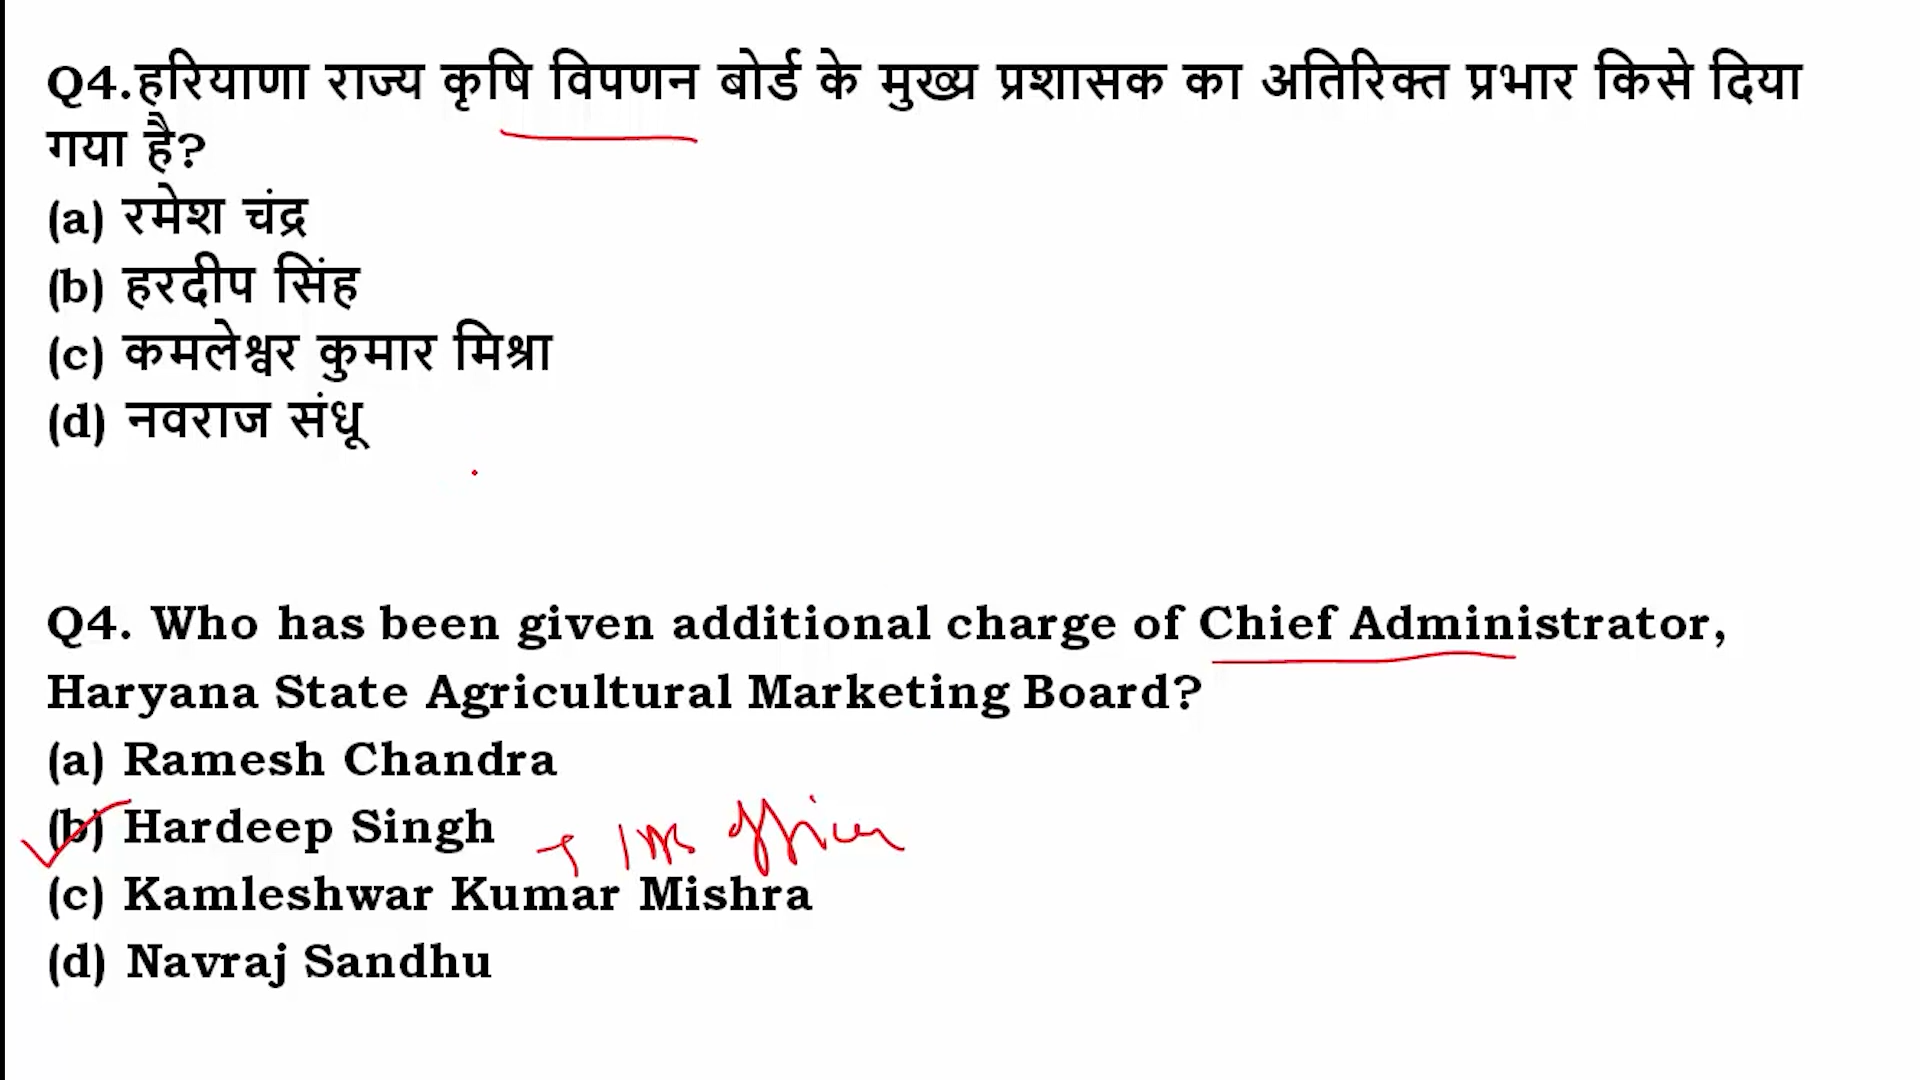 Q4.हरियाणा राज्य कृषि विपणन बोर्ड के मुख्य प्रशासक का अतिरिक्त प्रभार किसे दिया
गया है?
(a) रमेश चंद्र
(b) हरदीप सिंह
(c) कमलेश्वर कुमार मिश्रा
(d) नवराज संधू
Q4. Who has been given additional charge of Chief Administrator,
Haryana State Agricultural Marketing Board?
(a) Ramesh Chandra
(b) Hardeep Singh
officer
(c) Kamleshwar Kumar Mishra
(d) Navraj Sandhu